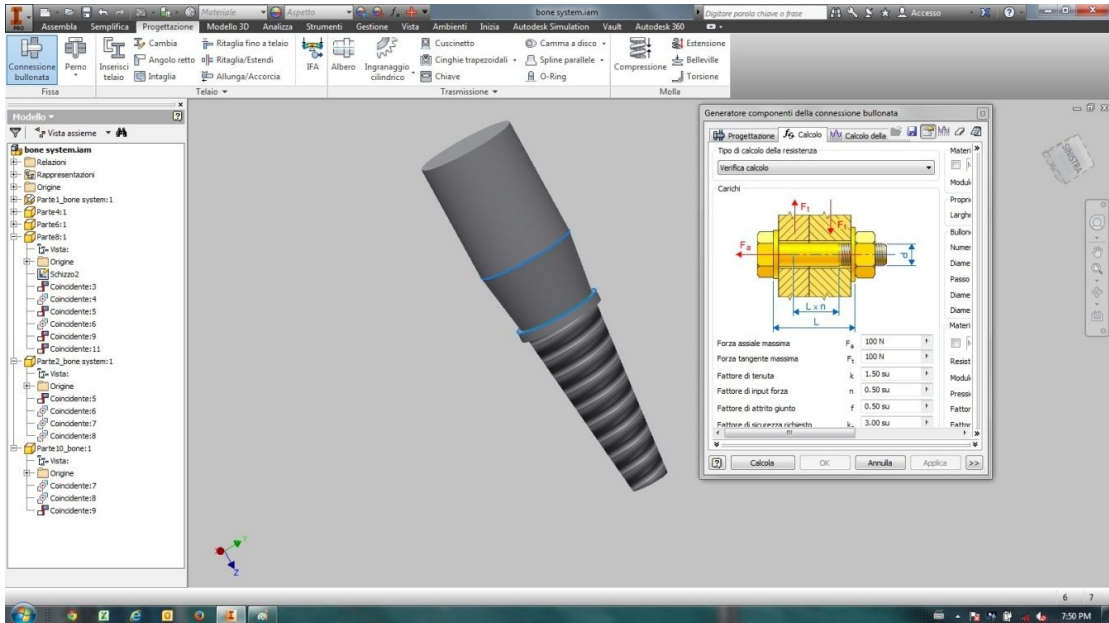 Materiale
Aspetto
bone system.iam
Digitare parola chiave o frase
Accesso
PRO
Assembla Semplifica Progettazione Modello 3D Analizza Strumenti Gestione Vista Ambienti Inizia Autodesk Simulation Vault Autodesk 360
Connessione bullonata
Perno
Inserisci telaio
Cambia
Angolo retto
Intaglia
Ritaglia fino a telaio
Ritaglia/Estendi
Allunga/Accorcia
IFA
Albero
Ingranaggio cilindrico
Cuscinetto
Cinghie trapezoidali
Chiave
Camma a disco
Spline parallele
O-Ring
Compressione
Estensione
Belleville
Torsione
Fissa
Telaio
Trasmissione
Molla
Modello
Vista assieme
bone system.iam
Relazioni
Rappresentazioni
Origine
Parte1_bone system:1
Parte4:1
Parte6:1
Parte8:1
Vista:
Origine
Schizzo2
Coincidente:3
Coincidente:4
Coincidente:5
Coincidente:6
Coincidente:9
Coincidente:11
Parte2_bone system:1
Vista:
Origine
Coincidente:5
Coincidente:6
Coincidente:7
Coincidente:8
Parte10_bone:1
Vista:
Origine
Coincidente:7
Coincidente:8
Coincidente:9
Y
Z
SINISTRA
Generatore componenti della connessione bullonata
Progettazione
Calcolo
Calcolo della
Tipo di calcolo della resistenza
Verifica calcolo
Carichi
Ft
Ft
Fa
d
L x n
L
Forza assiale massima Fa 100 N
Forza tangente massima Ft 100 N
Fattore di tenuta k 1.50 su
Fattore di input forza n 0.50 su
Fattore di attrito giunto f 0.50 su
Fattore di sicurezza richiesto ks 3.00 su
Materi
Modul
Propri
Largh
Bullon
Numer
Diame
Passo
Diame
Diame
Materi
Resist
Modul
Pressi
Fattor
Fattor
Calcola
OK
Annulla
Applica
>>
6 7
7:50 PM